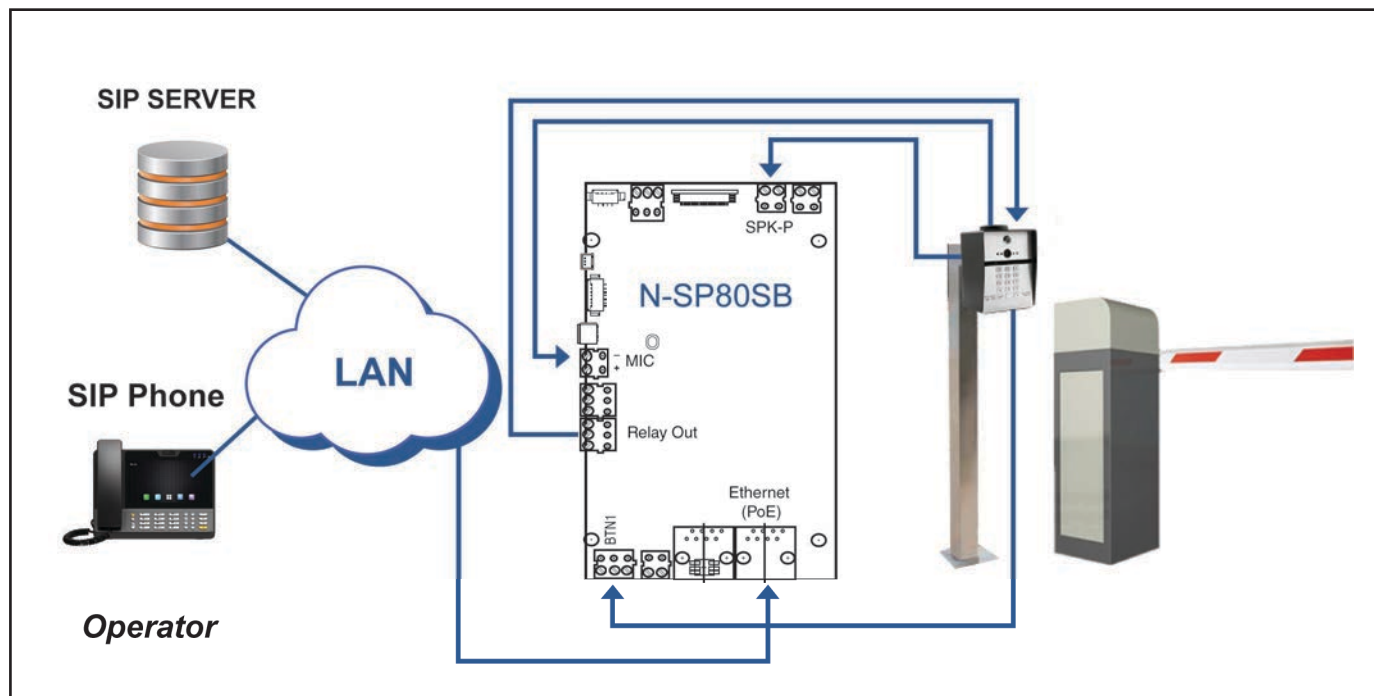 SIP SERVER
SPK-P
N-SP80SB
MIC
− 
+
LAN
SIP Phone
Relay Out
Ethernet
(PoE)
BTN1
Operator